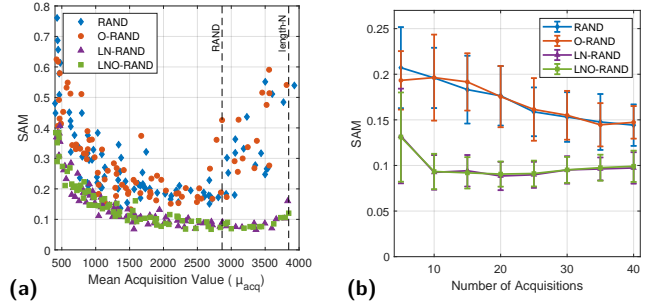 0.8
0.7
0.6
0.5
0.4
0.3
0.2
0.1
0
SAM
RAND
O-RAND
LN-RAND
LNO-RAND
RAND
length-N
500 1000 1500 2000 2500 3000 3500 4000
Mean Acquisition Value ( μacq)
(a)
0.25
0.2
0.15
0.1
0.05
0
SAM
RAND
O-RAND
LN-RAND
LNO-RAND
10 20 30 40
Number of Acquisitions
(b)